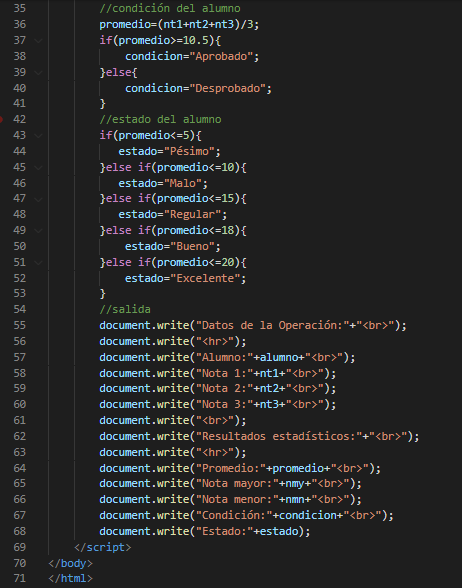 35 //condición del alumno
36 promedio=(nt1+nt2+nt3)/3;
37 if(promedio>=10.5){
38 condicion="Aprobado";
39 }else{
40 condicion="Desprobado";
41 }
42 //estado del alumno
43 if(promedio<=5){
44 estado="Pésimo";
45 }else if(promedio<=10){
46 estado="Malo";
47 }else if(promedio<=15){
48 estado="Regular";
49 }else if(promedio<=18){
50 estado="Bueno";
51 }else if(promedio<=20){
52 estado="Excelente";
53 }
54 //salida
55 document.write("Datos de la Operación:"+"<br>");
56 document.write("<hr>");
57 document.write("Alumno:"+alumno+"<br>");
58 document.write("Nota 1:"+nt1+"<br>");
59 document.write("Nota 2:"+nt2+"<br>");
60 document.write("Nota 3:"+nt3+"<br>");
61 document.write("<br>");
62 document.write("Resultados estadísticos:"+"<br>");
63 document.write("<hr>");
64 document.write("Promedio:"+promedio+"<br>");
65 document.write("Nota mayor:"+nmy+"<br>");
66 document.write("Nota menor:"+nmn+"<br>");
67 document.write("Condición:"+condicion+"<br>");
68 document.write("Estado:"+estado);
69 </script>
70 </body>
71 </html>